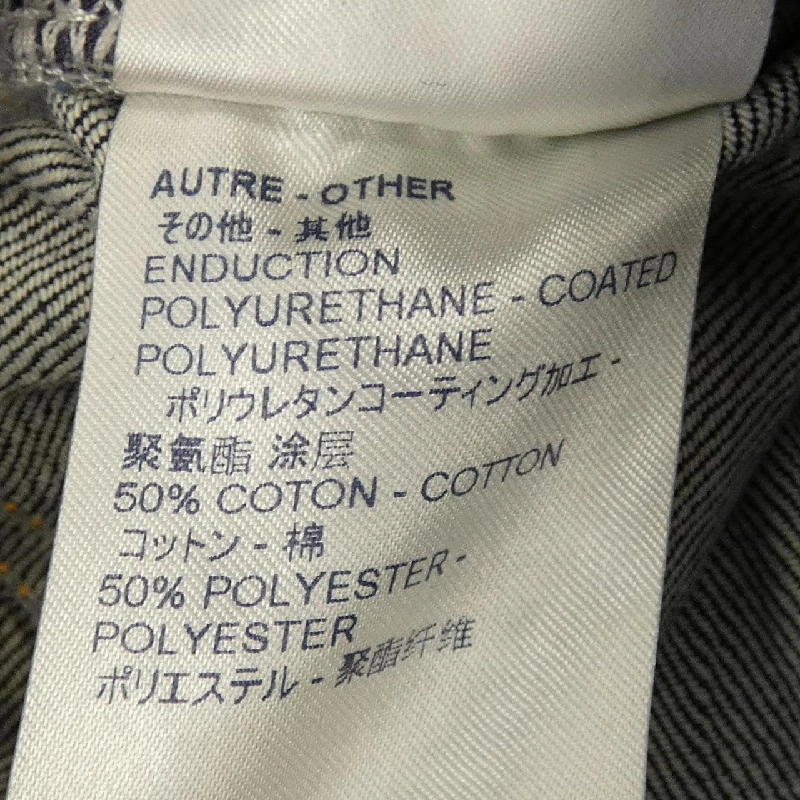 AUTRE - OTHER
その他 - 其他
ENDUCTION
POLYURETHANE - COATED
POLYURETHANE
ポリウレタンコーティング加工 -
聚氨酯 涂层
50% COTON - COTTON
コットン - 棉
50% POLYESTER -
POLYESTER
ポリエステル - 聚酯纤维